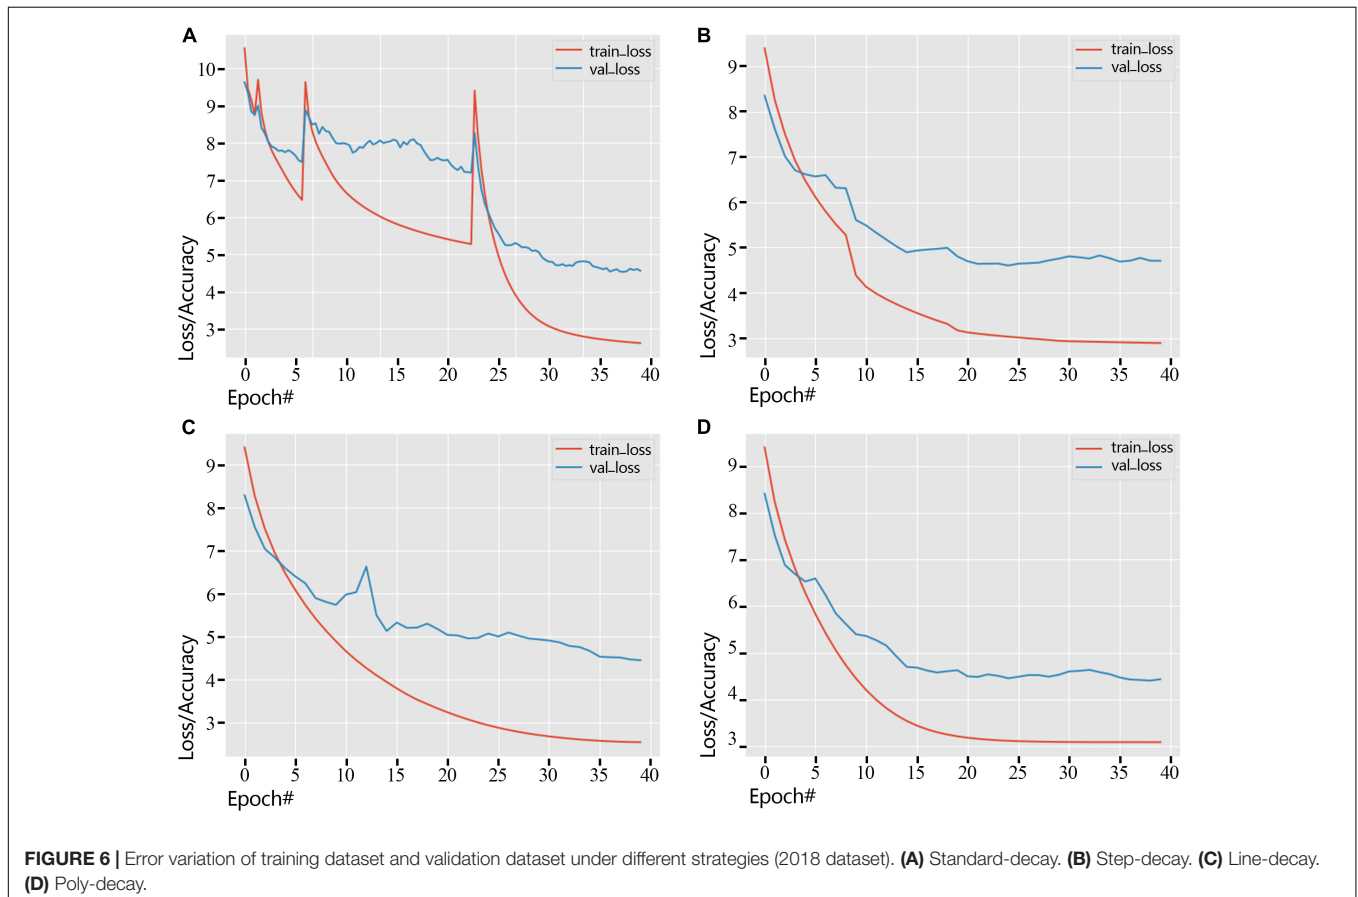 A
train_loss
val_loss
10
9
8
7
6
5
4
3
Loss/Accuracy
0 5 10 15 20 25 30 35 40
Epoch#
B
train_loss
val_loss
9
8
7
6
5
4
3
Loss/Accuracy
0 5 10 15 20 25 30 35 40
Epoch#
C
train_loss
val_loss
9
8
7
6
5
4
3
Loss/Accuracy
0 5 10 15 20 25 30 35 40
Epoch#
D
train_loss
val_loss
9
8
7
6
5
4
3
Loss/Accuracy
0 5 10 15 20 25 30 35 40
Epoch#
FIGURE 6 | Error variation of training dataset and validation dataset under different strategies (2018 dataset). (A) Standard-decay. (B) Step-decay. (C) Line-decay.
(D) Poly-decay.